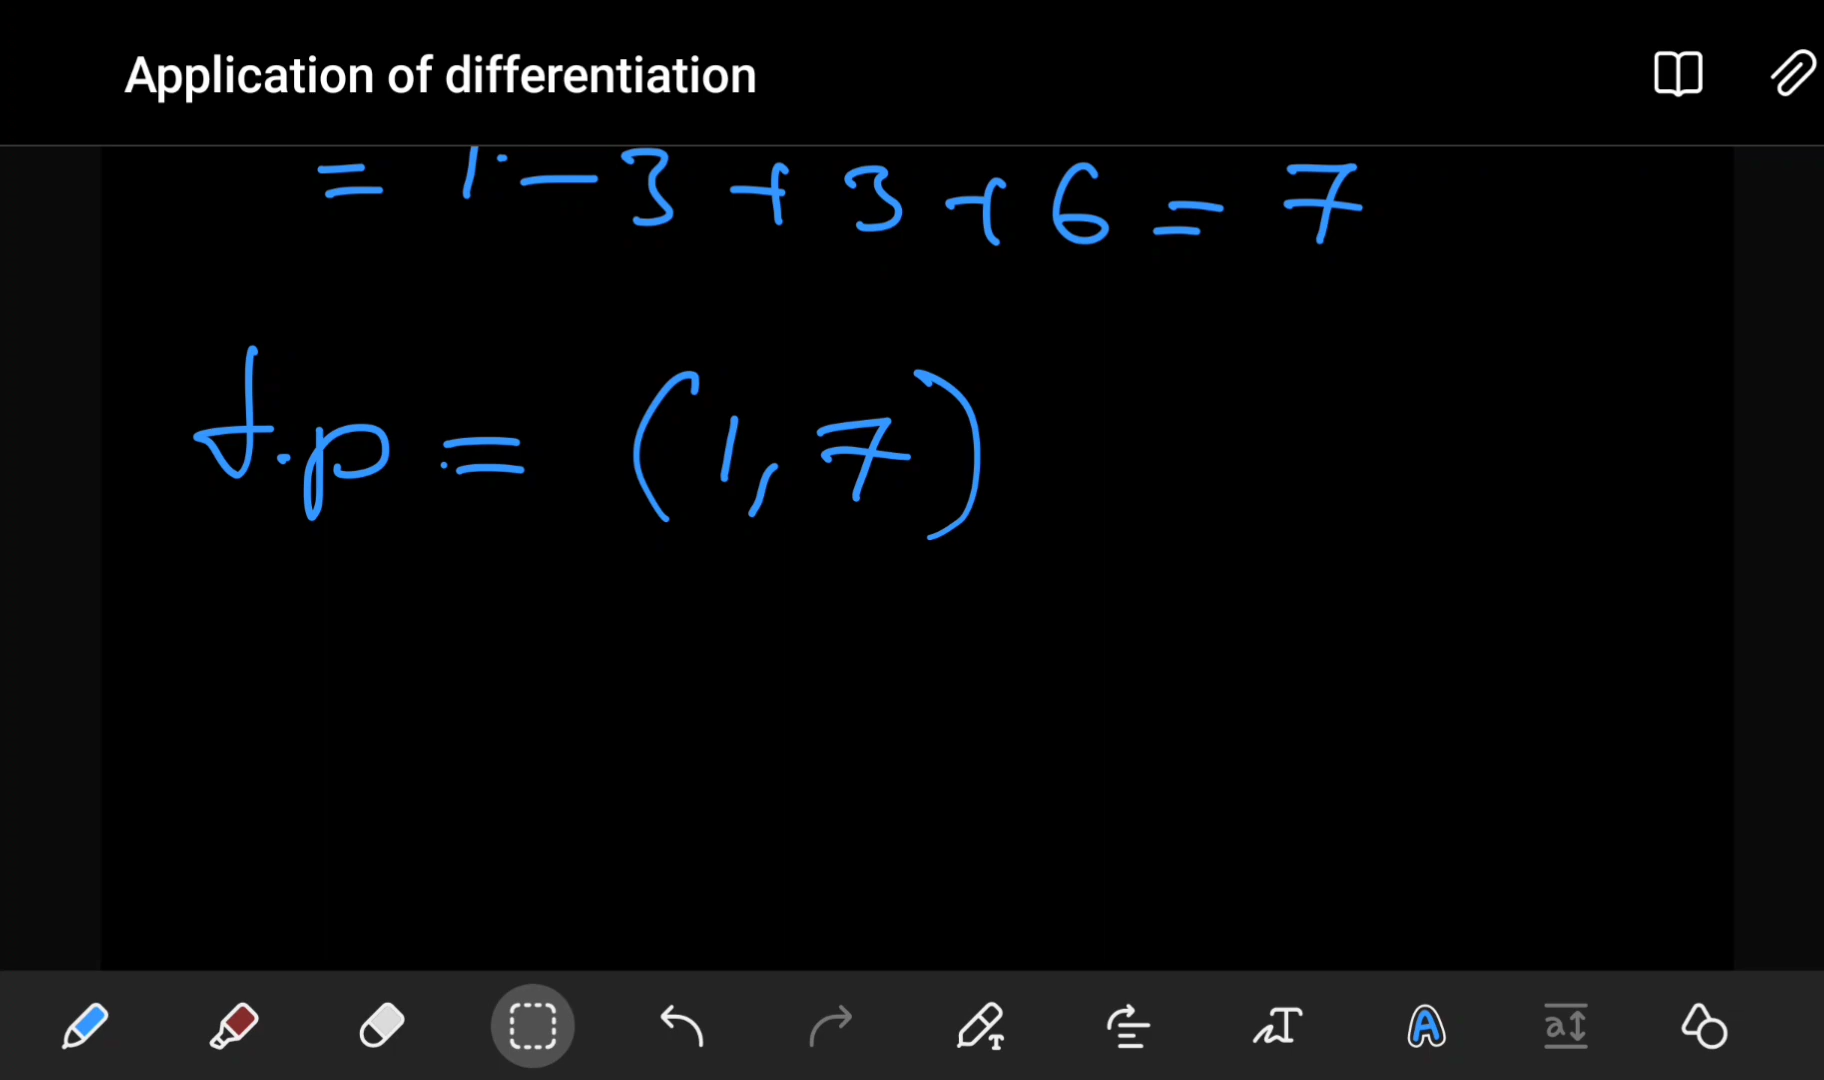 Application of differentiation
= 1 - 3 + 3 + 6 = 7
t.p = (1, 7)